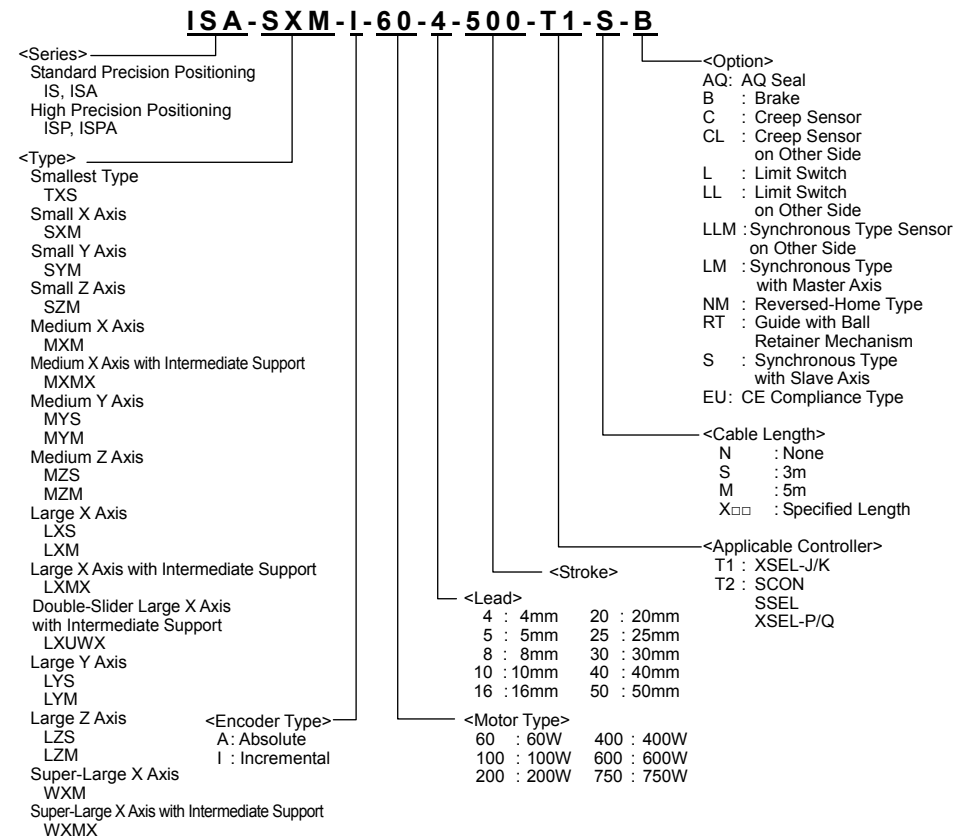 ISA-SXM-I-60-4-500-T1-S-B
<Series>
Standard Precision Positioning
IS, ISA
High Precision Positioning
ISP, ISPA
<Type>
Smallest Type
TXS
Small X Axis
SXM
Small Y Axis
SYM
Small Z Axis
SZM
Medium X Axis
MXM
Medium X Axis with Intermediate Support
MXMX
Medium Y Axis
MYS
MYM
Medium Z Axis
MZS
MZM
Large X Axis
LXS
LXM
Large X Axis with Intermediate Support
LXMX
Double-Slider Large X Axis
with Intermediate Support
LXUWX
Large Y Axis
LYS
LYM
Large Z Axis
LZS
LZM
Super-Large X Axis
WXM
Super-Large X Axis with Intermediate Support
WXMX
<Encoder Type>
A : Absolute
I : Incremental
<Motor Type>
60 : 60W 400 : 400W
100 : 100W 600 : 600W
200 : 200W 750 : 750W
<Lead>
4 : 4mm 20 : 20mm
5 : 5mm 25 : 25mm
8 : 8mm 30 : 30mm
10 : 10mm 40 : 40mm
16 : 16mm 50 : 50mm
<Stroke>
<Applicable Controller>
T1 : XSEL-J/K
T2 : SCON
SSEL
XSEL-P/Q
<Cable Length>
N : None
S : 3m
M : 5m
X□□ : Specified Length
<Option>
AQ: AQ Seal
B : Brake
C : Creep Sensor
CL : Creep Sensor
on Other Side
L : Limit Switch
LL : Limit Switch
on Other Side
LLM : Synchronous Type Sensor
on Other Side
LM : Synchronous Type
with Master Axis
NM : Reversed-Home Type
RT : Guide with Ball
Retainer Mechanism
S : Synchronous Type
with Slave Axis
EU: CE Compliance Type